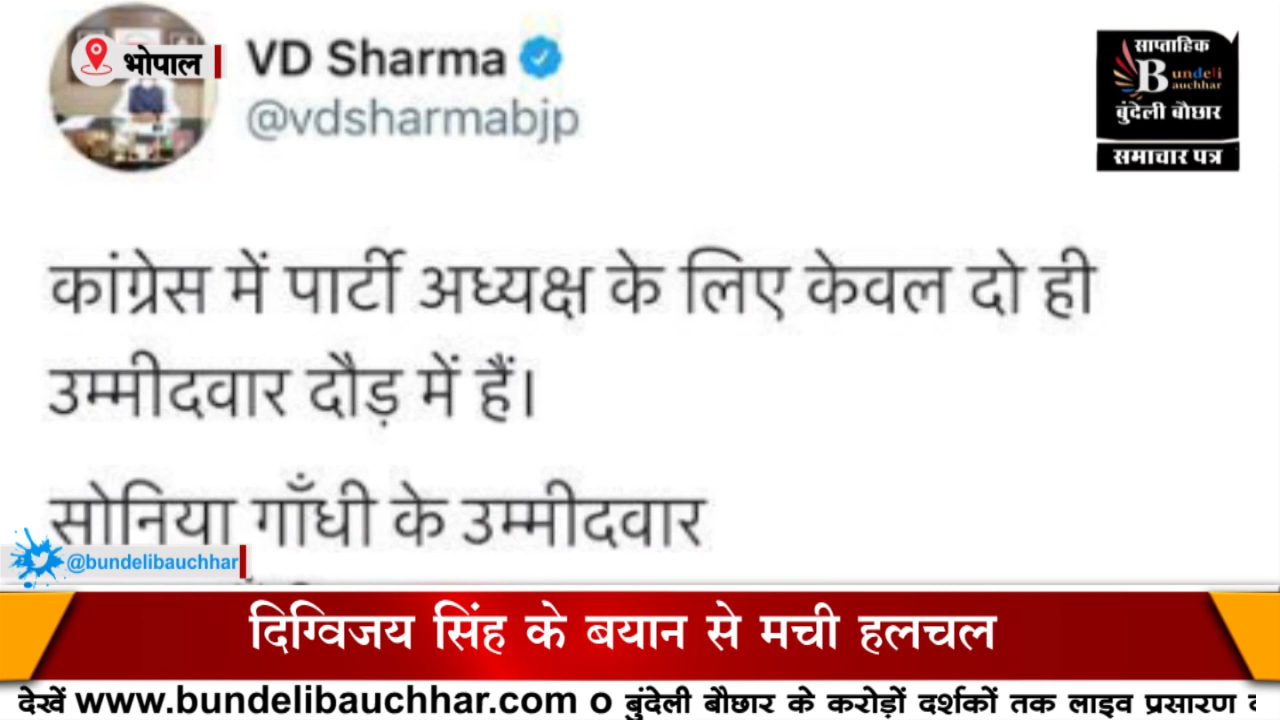 भोपाल
VD Sharma
@vdsharmabjp
साप्ताहिक
Bundeli
Bauchhar
बुंदेली बौछार
समाचार पत्र
कांग्रेस में पार्टी अध्यक्ष के लिए केवल दो ही
उम्मीदवार दौड़ में हैं।
सोनिया गाँधी के उम्मीदवार
@bundelibauchhar
दिग्विजय सिंह के बयान से मची हलचल
देखें www.bundelibauchhar.com o बुंदेली बौछार के करोड़ों दर्शकों तक लाइव प्रसारण